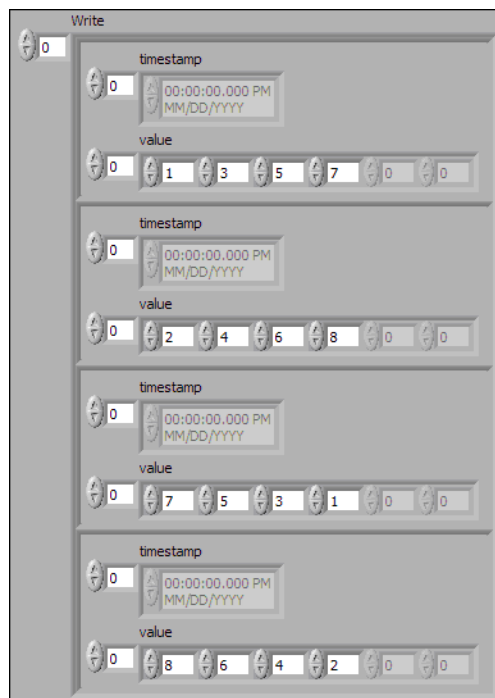 Write
0
timestamp
0
00:00:00.000 PM
MM/DD/YYYY
value
0 1 3 5 7 0 0
timestamp
0
00:00:00.000 PM
MM/DD/YYYY
value
0 2 4 6 8 0 0
timestamp
0
00:00:00.000 PM
MM/DD/YYYY
value
0 7 5 3 1 0 0
timestamp
0
00:00:00.000 PM
MM/DD/YYYY
value
0 8 6 4 2 0 0